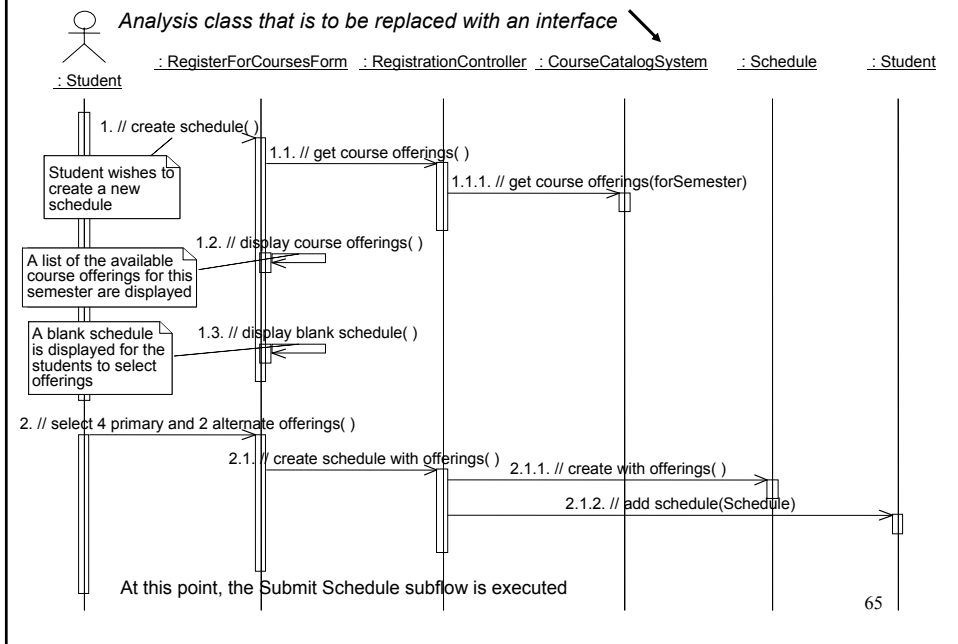 Analysis class that is to be replaced with an interface
: Student
: RegisterForCoursesForm
: RegistrationController
: CourseCatalogSystem
: Schedule
: Student
1. // create schedule( )
Student wishes to
create a new
schedule
1.1. // get course offerings( )
1.1.1. // get course offerings(forSemester)
1.2. // display course offerings( )
A list of the available
course offerings for this
semester are displayed
1.3. // display blank schedule( )
A blank schedule
is displayed for the
students to select
offerings
2. // select 4 primary and 2 alternate offerings( )
2.1. // create schedule with offerings( )
2.1.1. // create with offerings( )
2.1.2. // add schedule(Schedule)
At this point, the Submit Schedule subflow is executed
65